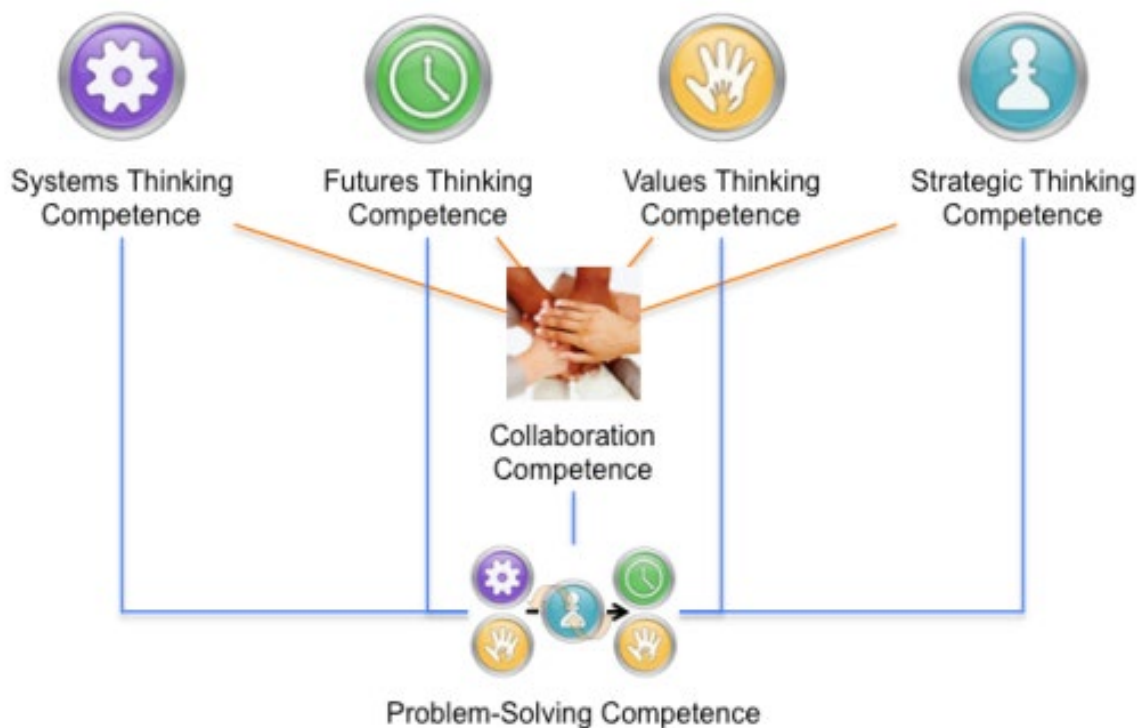 Systems Thinking
Competence
Futures Thinking
Competence
Values Thinking
Competence
Strategic Thinking
Competence
Collaboration
Competence
Problem-Solving Competence